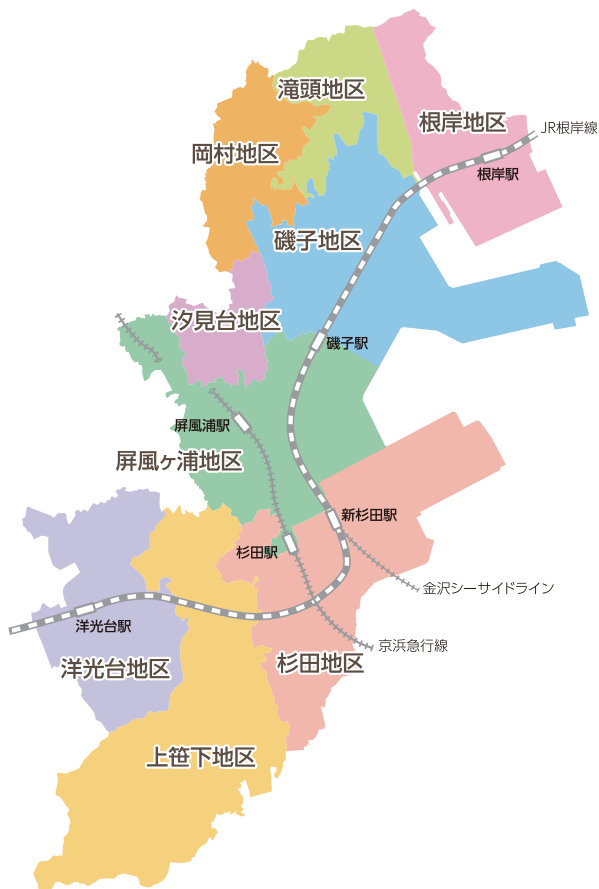 滝頭地区
根岸地区
JR根岸線
岡村地区
根岸駅
磯子地区
汐見台地区
磯子駅
屏風浦駅
屏風ヶ浦地区
新杉田駅
杉田駅
金沢シーサイドライン
洋光台駅
京浜急行線
杉田地区
洋光台地区
上笹下地区